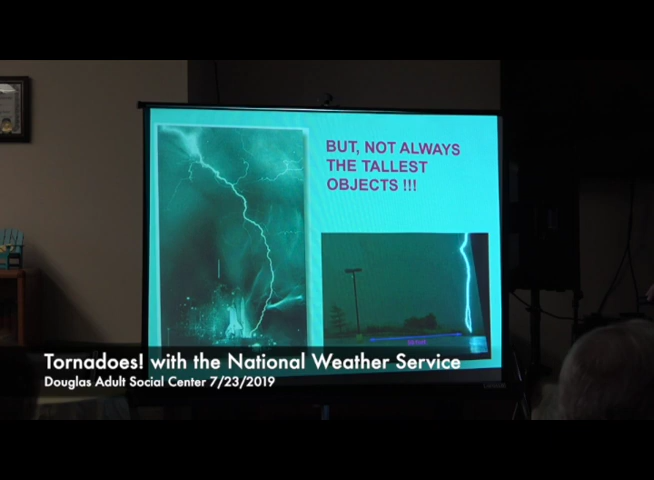 BUT, NOT ALWAYS
THE TALLEST
OBJECTS !!!
Tornadoes! with the National Weather Service
Douglas Adult Social Center 7/23/2019